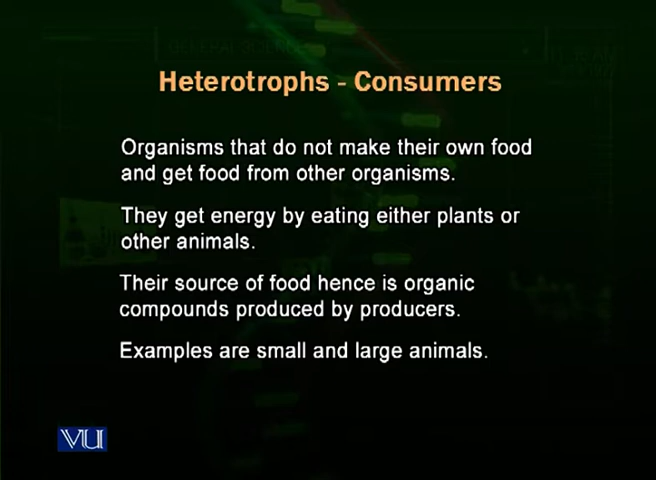 Heterotrophs - Consumers
Organisms that do not make their own food
and get food from other organisms.
They get energy by eating either plants or
other animals.
Their source of food hence is organic
compounds produced by producers.
Examples are small and large animals.
VU